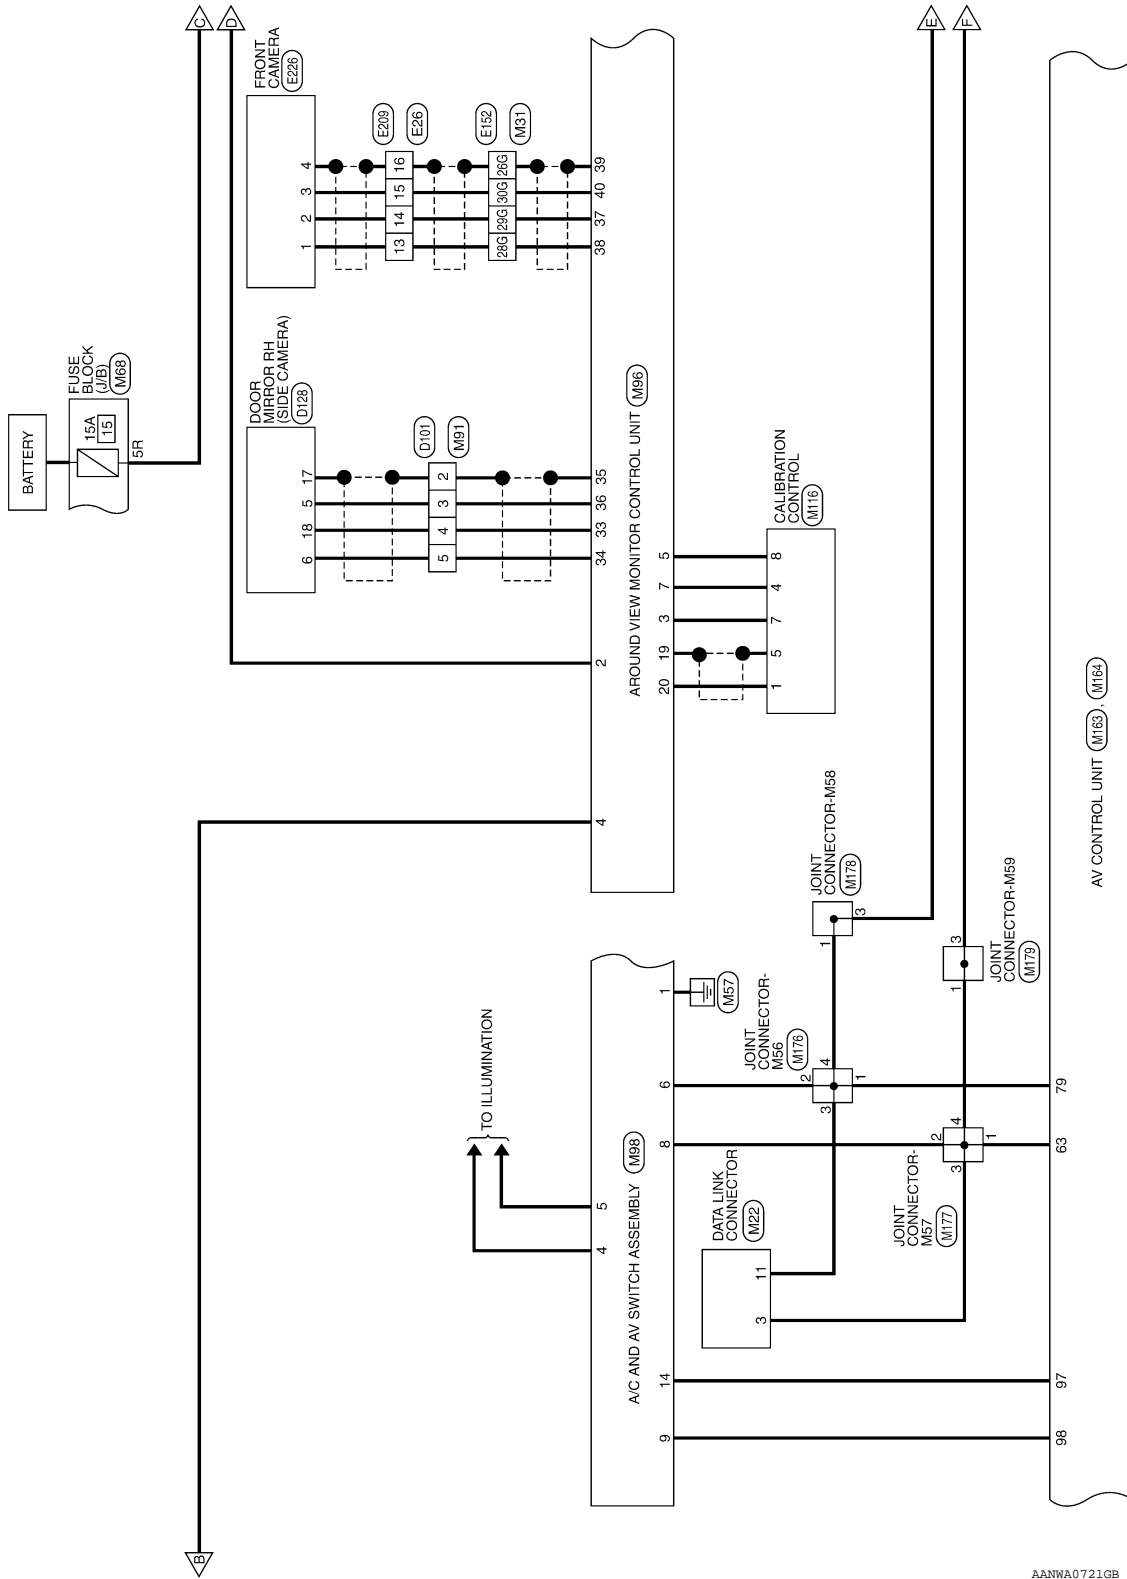 C
D
E
F
BATTERY
FUSE
BLOCK
(J/B)
M68
15A
15
5R
FRONT
CAMERA
E226
4
3
2
1
E209
E26
16
15
14
13
E152
M31
26G
30G
29G
28G
39
40
37
38
DOOR
MIRROR RH
(SIDE CAMERA)
D128
17
5
18
6
D101
M91
2
3
4
5
35
36
33
34
2
4
AROUND VIEW MONITOR CONTROL UNIT M96
5
7
3
19
20
8
4
7
5
1
CALIBRATION
CONTROL
M116
TO ILLUMINATION
5
4
A/C AND AV SWITCH ASSEMBLY M98
1
6
8
14
9
M57
JOINT
CONNECTOR-M58
M178
1
3
JOINT
CONNECTOR-
M56
M176
2
4
3
1
JOINT
CONNECTOR-M59
M179
3
1
JOINT
CONNECTOR-
M57
M177
2
4
3
1
DATA LINK
CONNECTOR
M22
11
3
79
63
97
98
AV CONTROL UNIT M163 , M164
B
AANWA0721GB